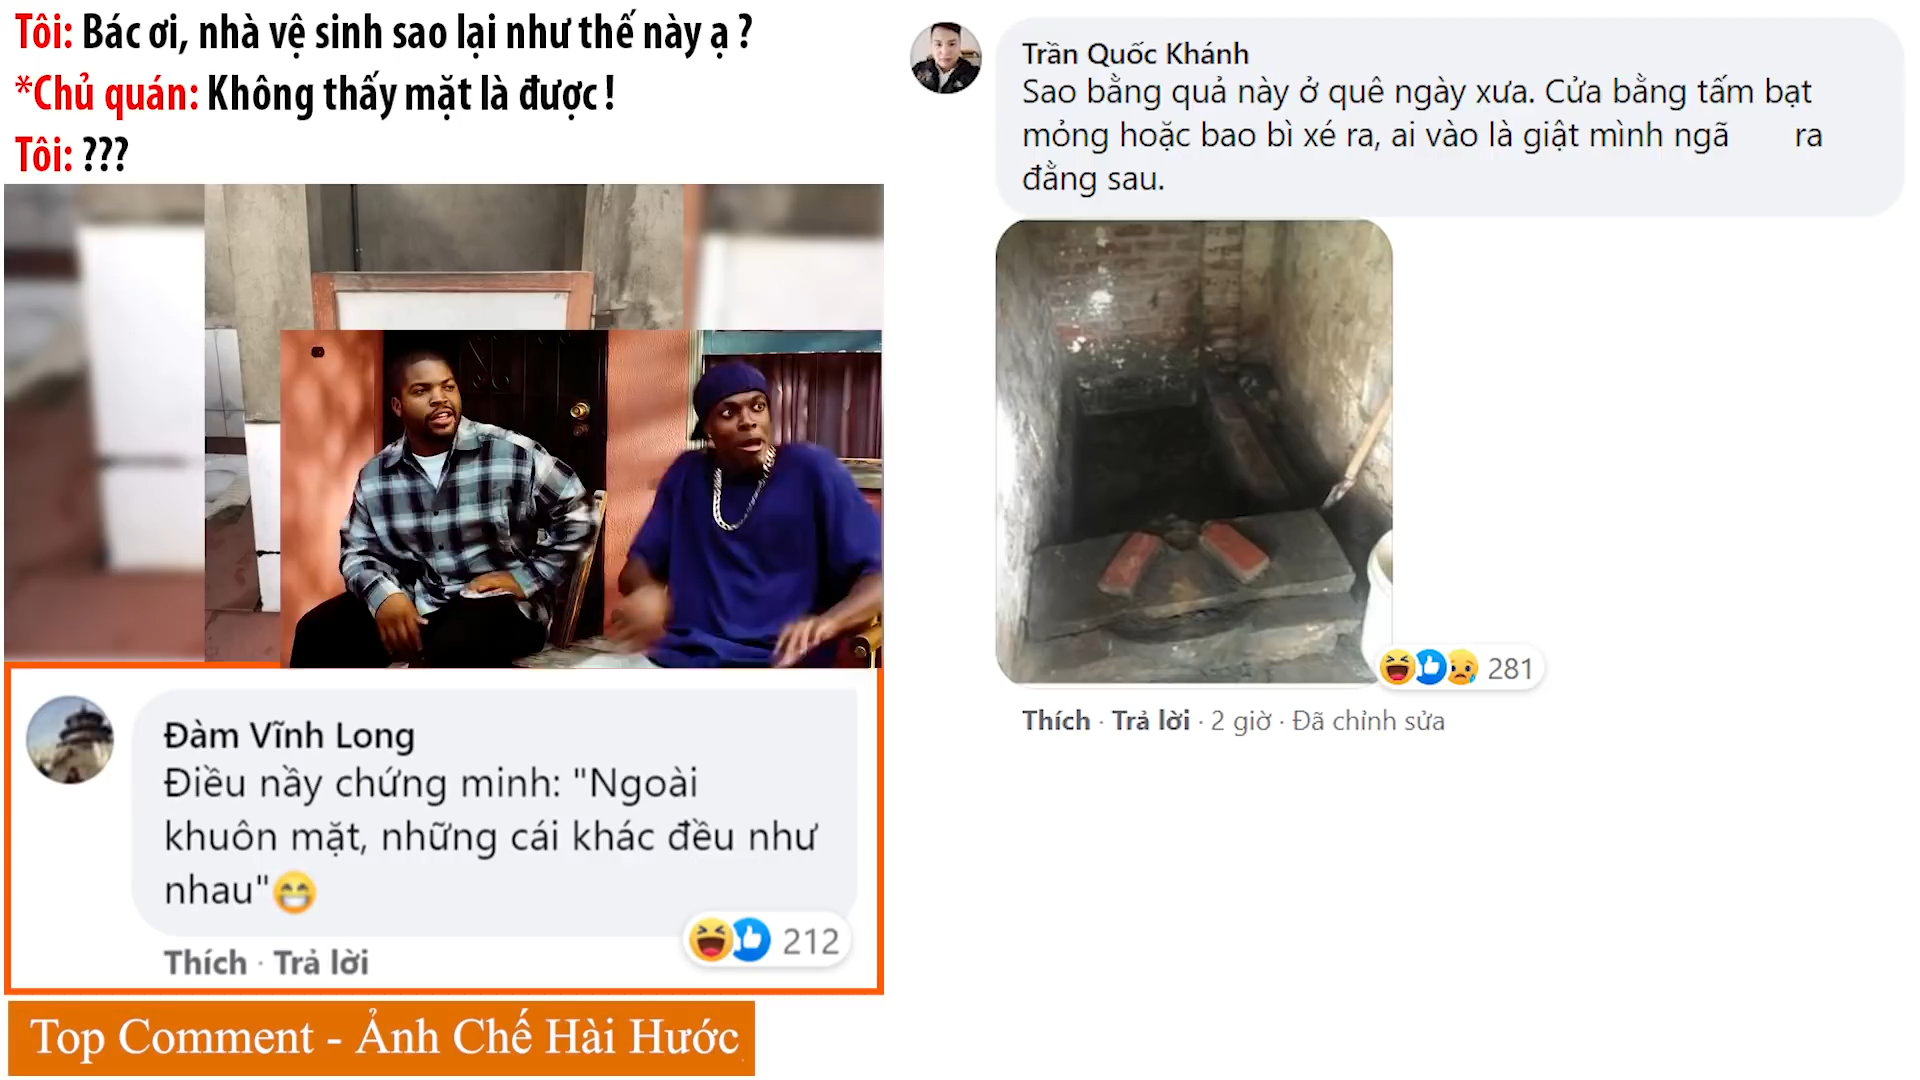 Tôi: Bác ơi, nhà vệ sinh sao lại như thế này ạ ?
*Chủ quán: Không thấy mặt là được !
Tôi: ???
Đàm Vĩnh Long
Điều nầy chứng minh: "Ngoài
khuôn mặt, những cái khác đều như
nhau"😁
212
Thích · Trả lời
Top Comment - Ảnh Chế Hài Hước
Trần Quốc Khánh
Sao bằng quả này ở quê ngày xưa. Cửa bằng tấm bạt
mỏng hoặc bao bì xé ra, ai vào là giật mình ngã ra
đằng sau.
281
Thích · Trả lời · 2 giờ · Đã chỉnh sửa